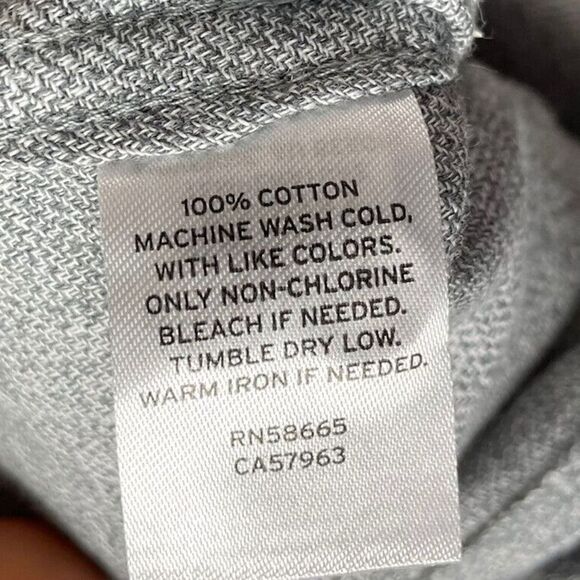 100% COTTON
MACHINE WASH COLD,
WITH LIKE COLORS.
ONLY NON-CHLORINE
BLEACH IF NEEDED.
TUMBLE DRY LOW.
WARM IRON IF NEEDED.
RN58665
CA57963